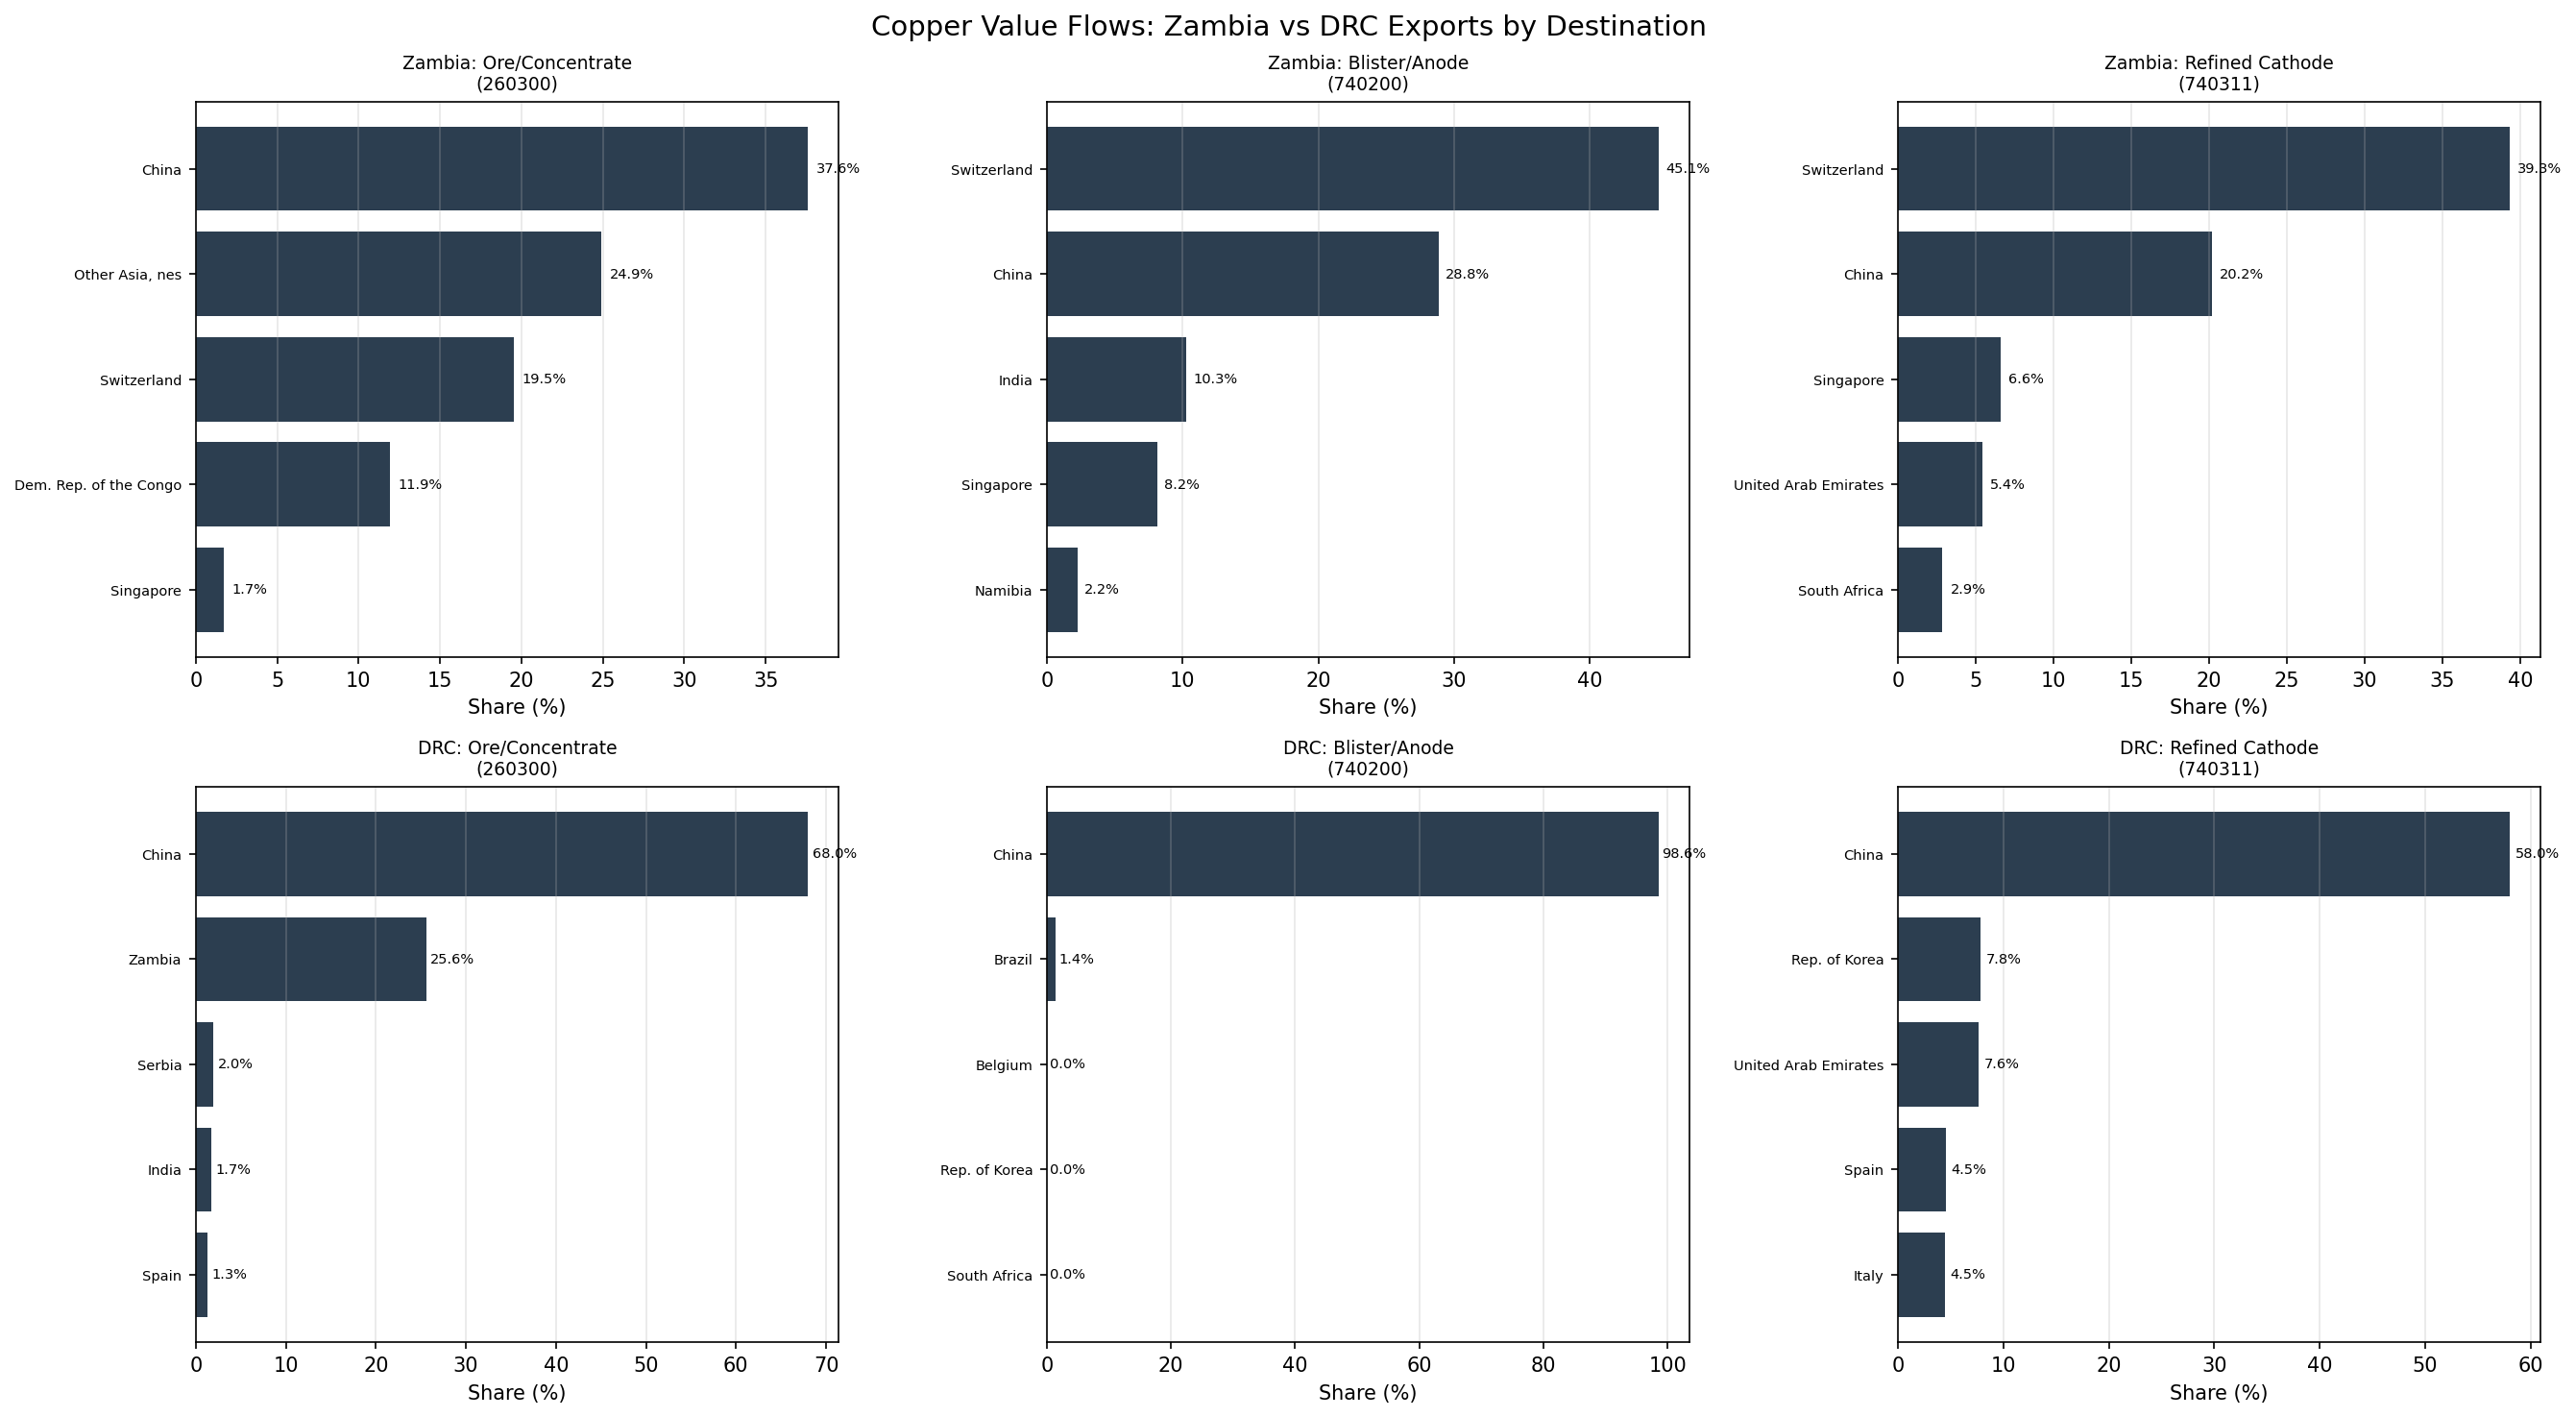 Copper Value Flows: Zambia vs DRC Exports by Destination
Zambia: Ore/Concentrate
(260300)
China
37.6%
Other Asia, nes
24.9%
Switzerland
19.5%
Dem. Rep. of the Congo
11.9%
Singapore
1.7%
0 5 10 15 20 25 30 35
Share (%)
Zambia: Blister/Anode
(740200)
Switzerland
45.1%
China
28.8%
India
10.3%
Singapore
8.2%
Namibia
2.2%
0 10 20 30 40
Share (%)
Zambia: Refined Cathode
(740311)
Switzerland
39.3%
China
20.2%
Singapore
6.6%
United Arab Emirates
5.4%
South Africa
2.9%
0 5 10 15 20 25 30 35 40
Share (%)
DRC: Ore/Concentrate
(260300)
China
68.0%
Zambia
25.6%
Serbia
2.0%
India
1.7%
Spain
1.3%
0 10 20 30 40 50 60 70
Share (%)
DRC: Blister/Anode
(740200)
China
98.6%
Brazil
1.4%
Belgium
0.0%
Rep. of Korea
0.0%
South Africa
0.0%
0 20 40 60 80 100
Share (%)
DRC: Refined Cathode
(740311)
China
58.0%
Rep. of Korea
7.8%
United Arab Emirates
7.6%
Spain
4.5%
Italy
4.5%
0 10 20 30 40 50 60
Share (%)